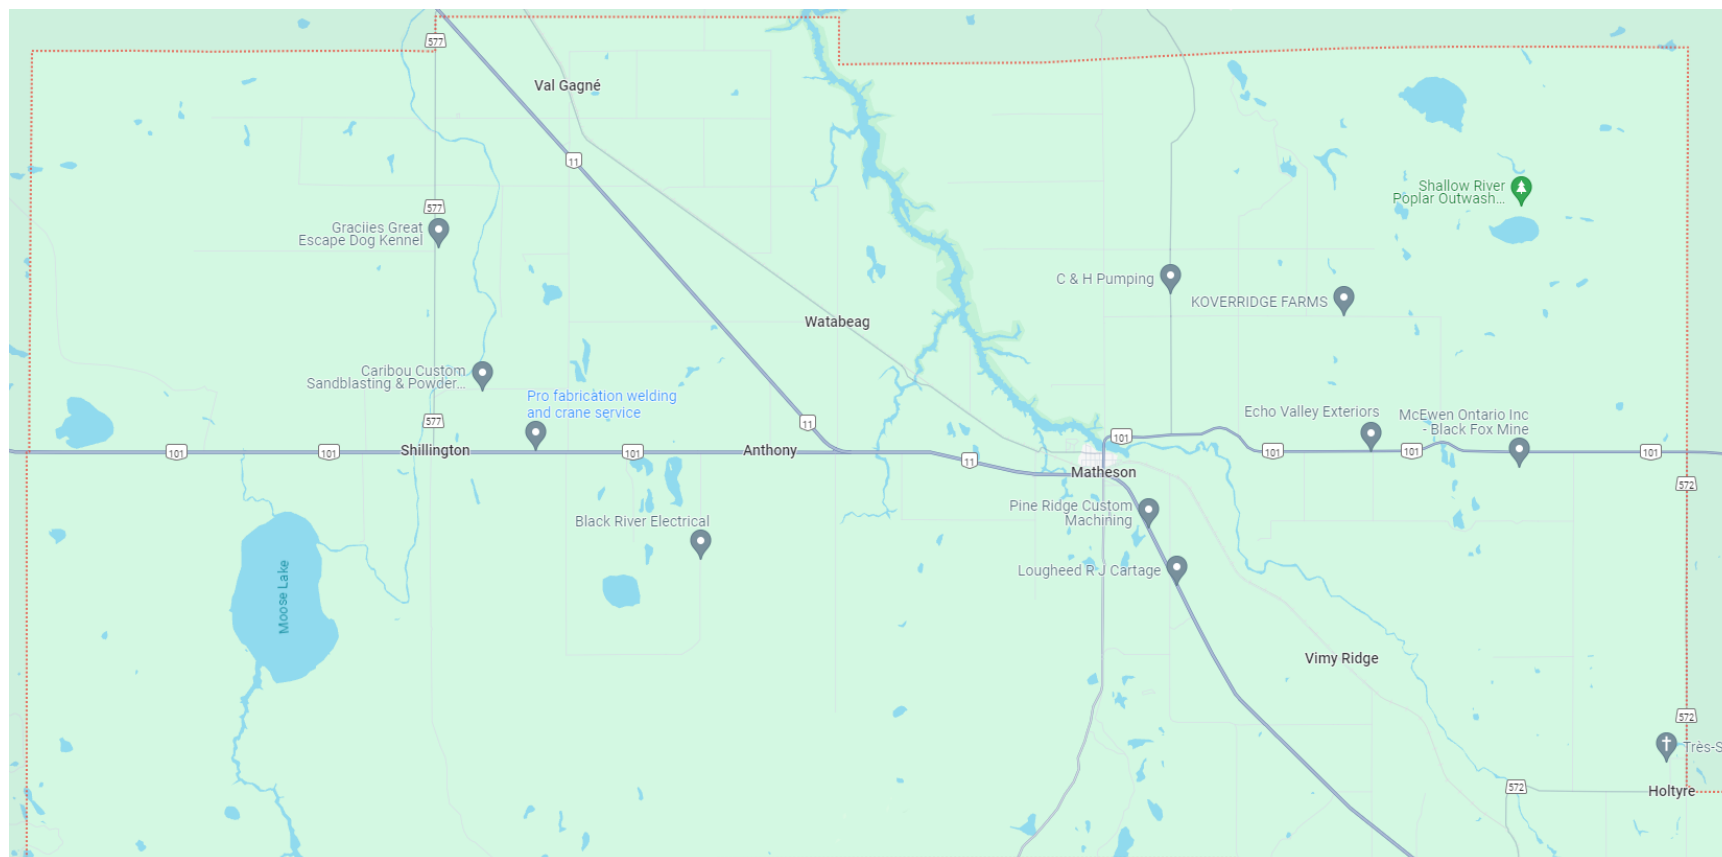 577
Val Gagné
11
Shallow River
Poplar Outwash...
577
Graciies Great
Escape Dog Kennel
C & H Pumping
KOVERRIDGE FARMS
Watabeag
Caribou Custom
Sandblasting & Powder...
Pro fabrication welding
and crane service
577
11
Echo Valley Exteriors
McEwen Ontario Inc
- Black Fox Mine
101
101
101
Shillington
101
Anthony
11
101
101
101
101
Matheson
572
Pine Ridge Custom
Machining
Black River Electrical
Lougheed R J Cartage
Moose Lake
Vimy Ridge
572
Très-S
572
Holtyre